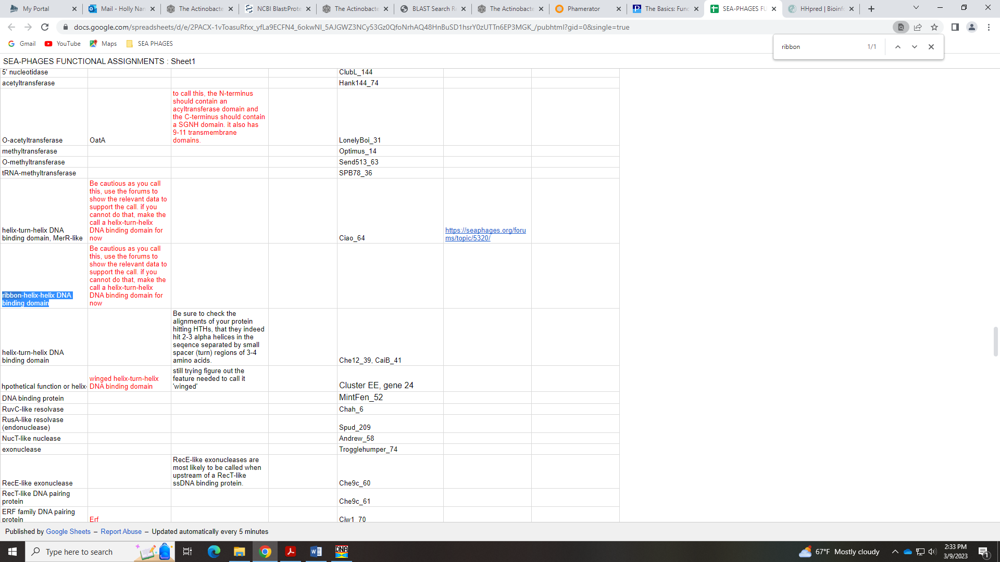 My Portal
Mail - Holly Nan
The Actinobacte
NCBI Blast:Prote
The Actinobacte
BLAST Search Re
The Actinobacte
Phamerator
The Basics: Func
SEA-PHAGES FU
HHpred | Bioinfo
docs.google.com/spreadsheets/d/e/2PACX-1vToasuRfxx_yfLa9ECFN4_6okwNI_5AJGWZ3NCy53Gz0QfoNrhAQ48HnBuSD1hsrY0zUTTn6EP3MGK_/pubhtml?gid=0&single=true
Gmail
YouTube
Maps
SEA PHAGES
ribbon
1/1
SEA-PHAGES FUNCTIONAL ASSIGNMENTS : Sheet1
5' nucleotidase
ClubL_144
acetyltransferase
Hank144_74
to call this, the N-terminus
should contain an
acyltransferase domain and
the C-terminus should contain
a SGNH domain. it also has
9-11 transmembrane
domains.
O-acetyltransferase
OatA
LonelyBoi_31
methyltransferase
Optimus_14
O-methyltransferase
Send513_63
tRNA-methyltransferase
SPB78_36
Be cautious as you call
this, use the forums to
show the relevant data to
support the call. if you
cannot do that, make the
call a helix-turn-helix
DNA binding domain for
now
helix-turn-helix DNA
binding domain, MerR-like
Ciao_64
https://seaphages.org/foru
ms/topic/5320/
Be cautious as you call
this, use the forums to
show the relevant data to
support the call. if you
cannot do that, make the
call a helix-turn-helix
DNA binding domain for
now
ribbon-helix-helix DNA
binding domain
Be sure to check the
alignments of your protein
hitting HTHs, that they indeed
hit 2-3 alpha helices in the
seqence separated by small
spacer (turn) regions of 3-4
amino acids.
helix-turn-helix DNA
binding domain
Che12_39, CaiB_41
hpothetical function or helix-
winged helix-turn-helix
DNA binding domain
still trying figure out the
feature needed to call it
'winged'
Cluster EE, gene 24
DNA binding protein
MintFen_52
RuvC-like resolvase
Chah_6
RusA-like resolvase
(endonuclease)
Spud_209
NucT-like nuclease
Andrew_58
exonuclease
Trogglehumper_74
RecE-like exonucleases are
most likely to be called when
upstream of a RecT-like
ssDNA binding protein.
RecE-like exonuclease
Che9c_60
RecT-like DNA pairing
protein
Che9c_61
ERF family DNA pairing
protein
Erf
Cjw1_70
Published by Google Sheets – Report Abuse – Updated automatically every 5 minutes
Type here to search
DNA
67°F Mostly cloudy
2:33 PM
3/9/2023
1